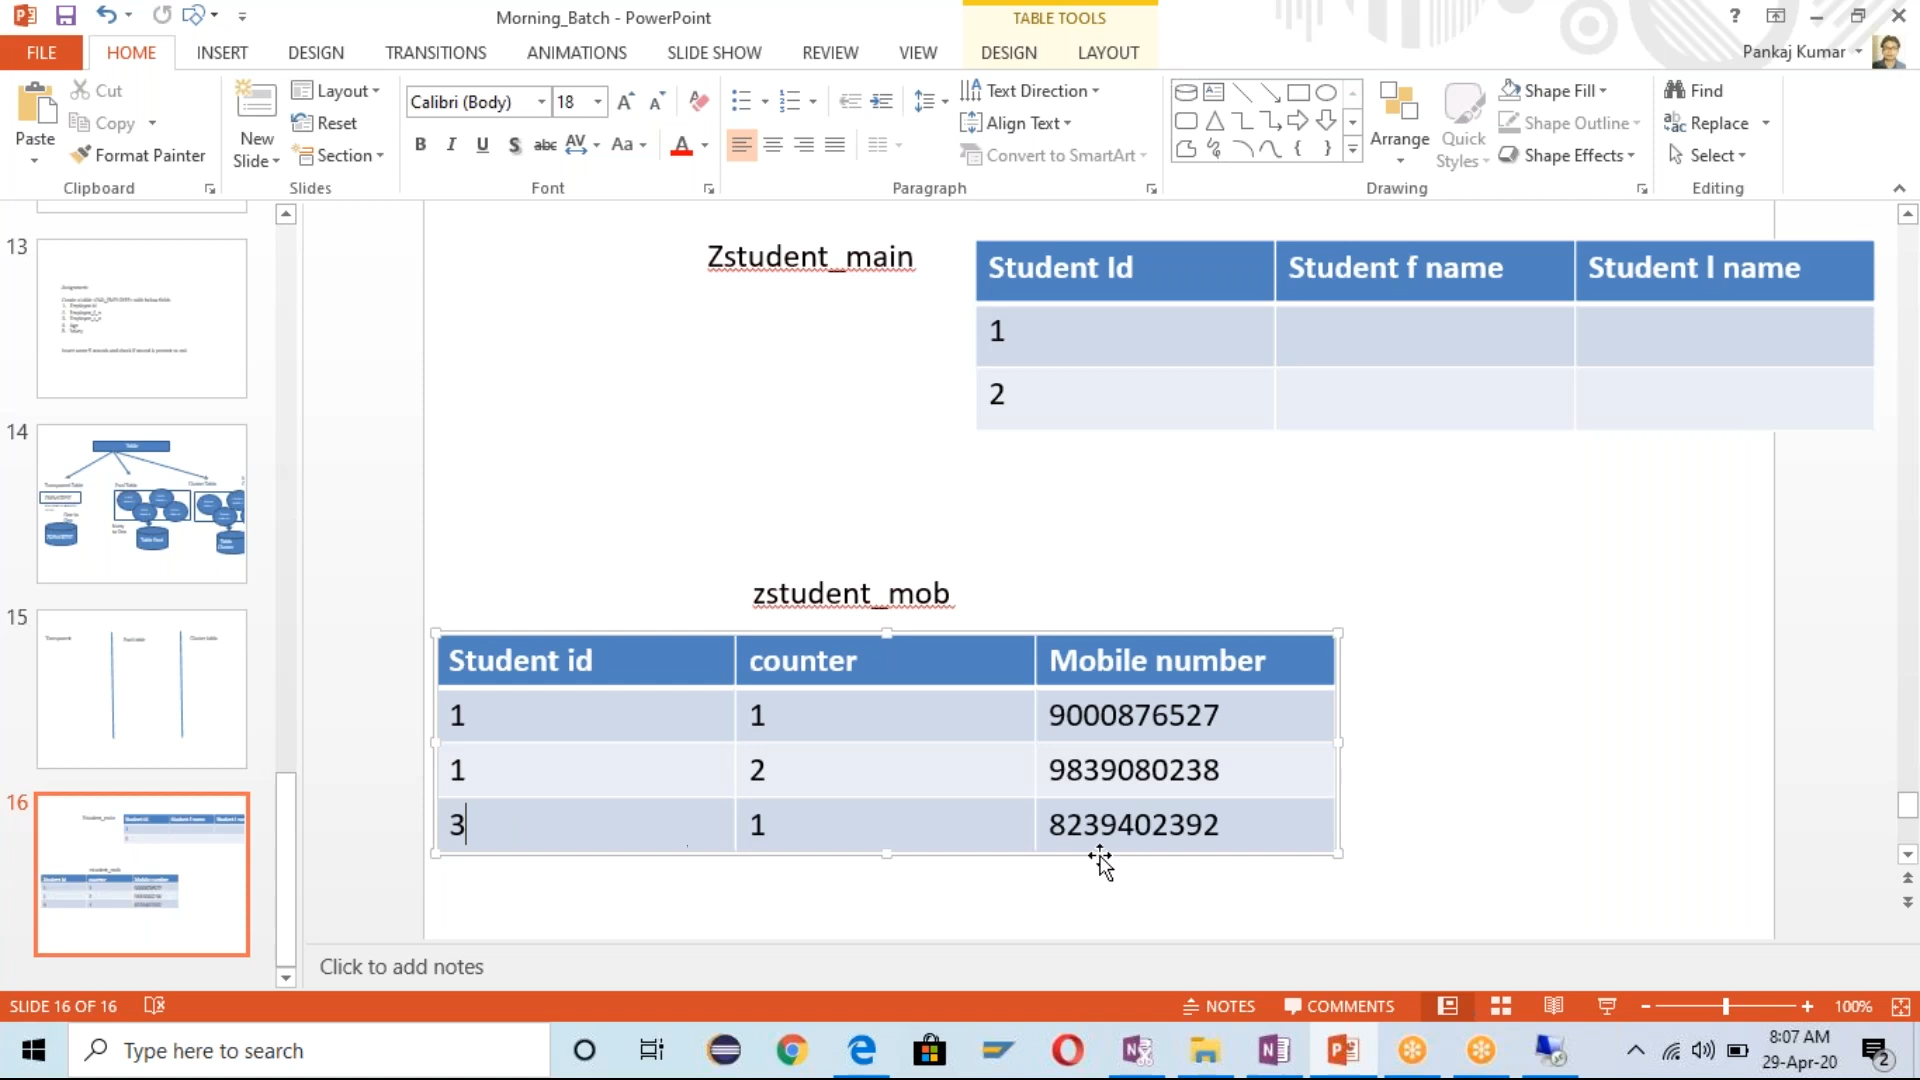 Morning_Batch - PowerPoint
TABLE TOOLS
?
FILE
HOME
INSERT
DESIGN
TRANSITIONS
ANIMATIONS
SLIDE SHOW
REVIEW
VIEW
DESIGN
LAYOUT
Pankaj Kumar
Paste
Cut
Copy
Format Painter
Clipboard
New
Slide
Layout
Reset
Section
Slides
Calibri (Body)
18
B I U S abc AV Aa A
Font
Text Direction
Align Text
Convert to SmartArt
Paragraph
Arrange
Quick
Styles
Shape Fill
Shape Outline
Shape Effects
Drawing
Find
Replace
Select
Editing
13
14
15
16
Zstudent_main
Student Id Student f name Student l name
1
2
zstudent_mob
Student id counter Mobile number
1 1 9000876527
1 2 9839080238
3 1 8239402392
Click to add notes
SLIDE 16 OF 16
NOTES
COMMENTS
100%
Type here to search
8:07 AM
29-Apr-20
2